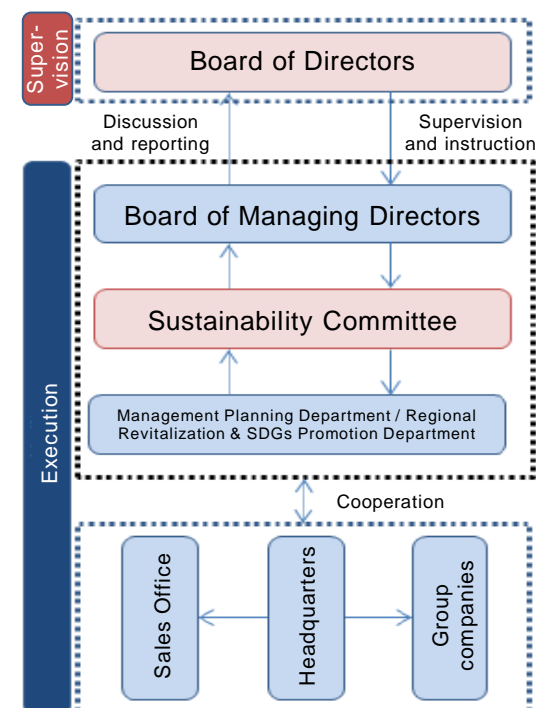 Super-
vision
Board of Directors
Discussion
and reporting
Supervision
and instruction
Execution
Board of Managing Directors
Sustainability Committee
Management Planning Department / Regional
Revitalization & SDGs Promotion Department
Cooperation
Sales Office
Headquarters
Group
companies